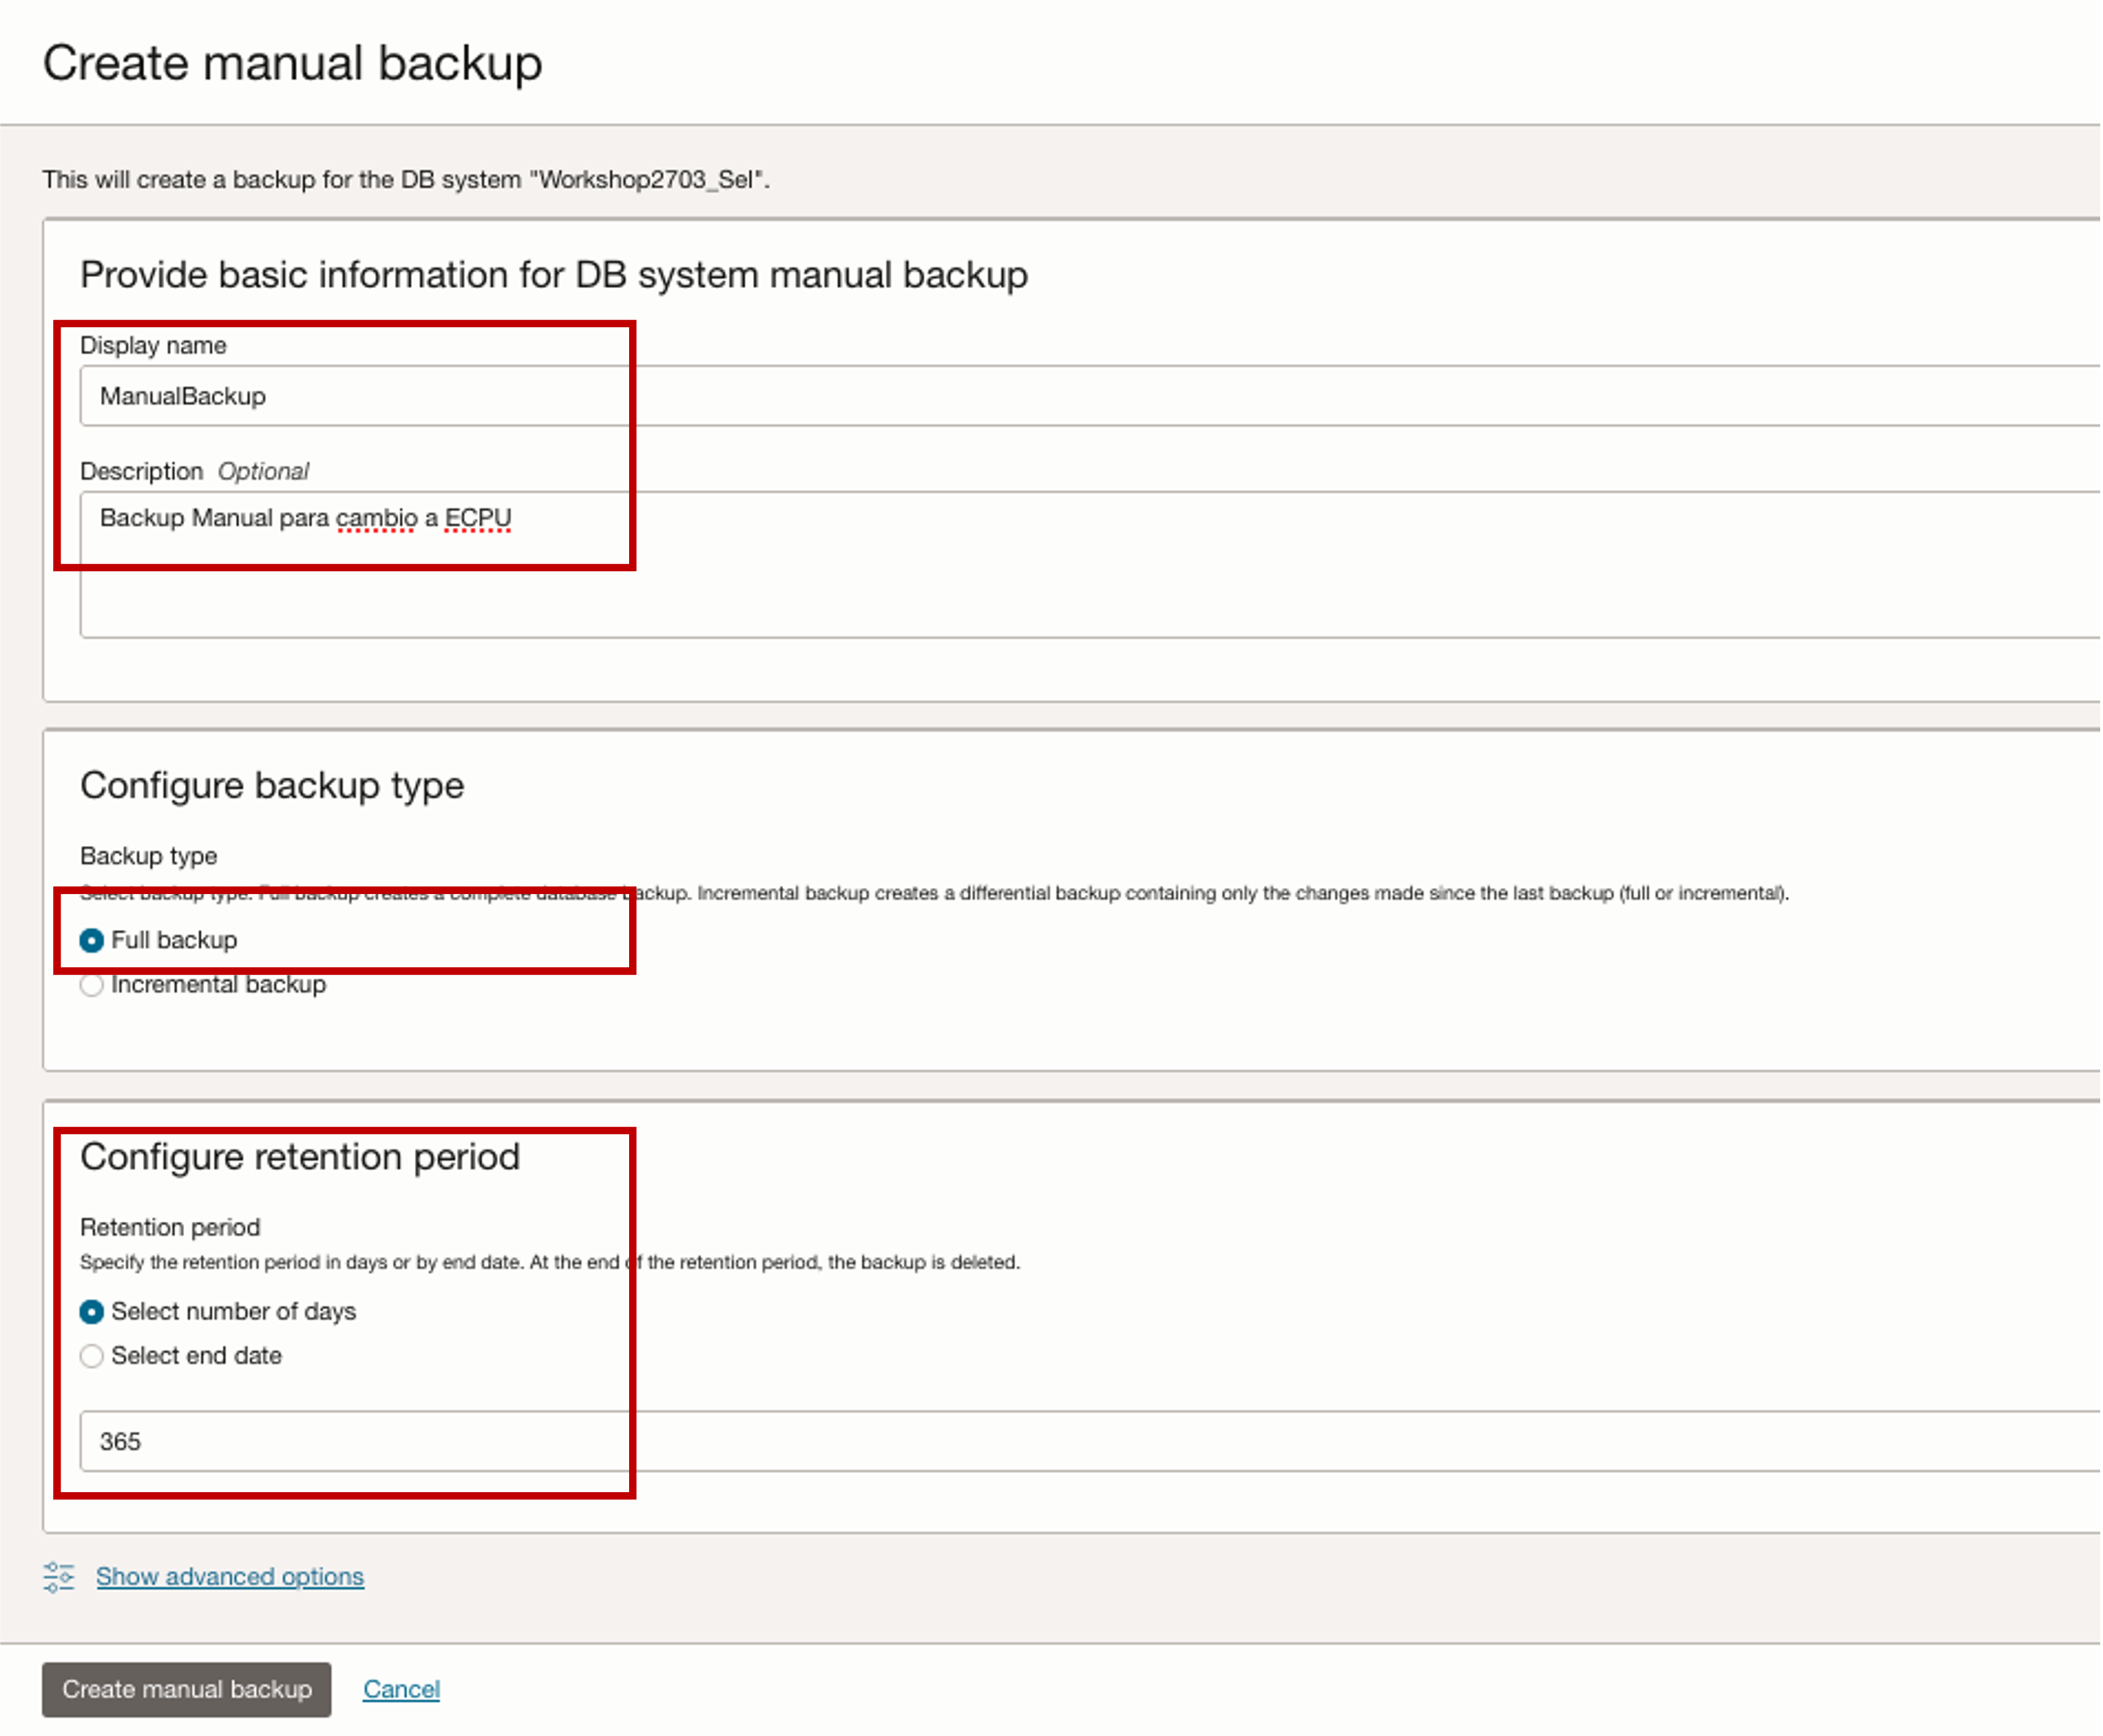 Create manual backup
This will create a backup for the DB system "Workshop2703_Sel".
Provide basic information for DB system manual backup
Display name
ManualBackup
Description Optional
Backup Manual para cambio a ECPU
Configure backup type
Backup type
Select backup type. Full backup creates a complete database backup. Incremental backup creates a differential backup containing only the changes made since the last backup (full or incremental).
Full backup
Incremental backup
Configure retention period
Retention period
Specify the retention period in days or by end date. At the end of the retention period, the backup is deleted.
Select number of days
Select end date
365
Show advanced options
Create manual backup Cancel